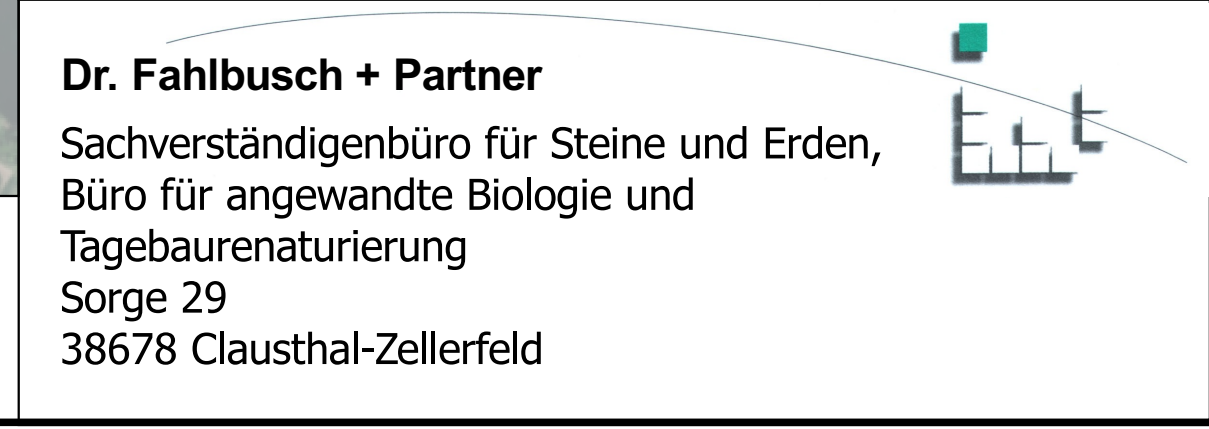 Dr. Fahlbusch + Partner
Sachverständigenbüro für Steine und Erden,
Büro für angewandte Biologie und
Tagebaurenaturierung
Sorge 29
38678 Clausthal-Zellerfeld